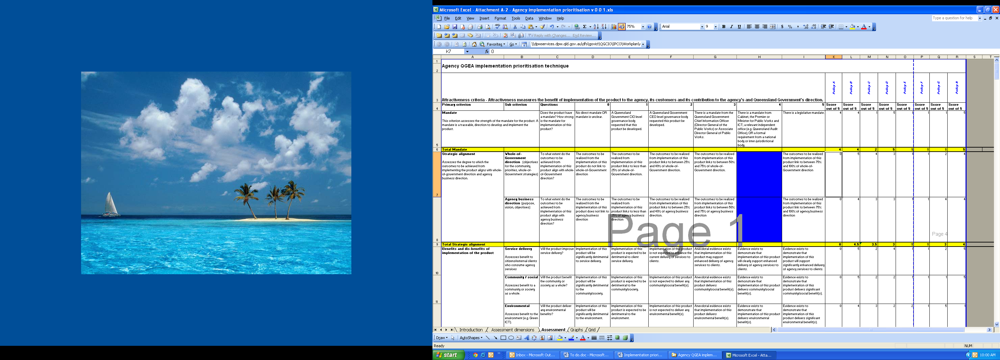 Microsoft Excel - Attachment A-2 - Agency implementation prioritisation v 0 0 1.xls
File Edit View Insert Format Tools Data Window Help
Type a question for help
75%
Arial 9 B I U
Reply with Changes... End Review...
Favorites Go \\dpwservices.dpw.qld.gov.au\dfs\govict\QGCIO\IPCO\Workplan\
K7 fx 0
A B C D E F G H I K L M N O P Q R S T
1
2 Agency QGEA implementation prioritisation technique
Policy A Policy B Policy C Policy D Policy E Policy F Policy G Policy H
3 Attractiveness criteria - Attractiveness measures the benefit of implementation of the product to the agency, its customers and its contribution to the agency's and Queensland Government's direction.
4 Primary criterion Sub criterion Questions 0 1 2 3 4 5 Score out of 5 Score out of 5 Score out of 5 Score out of 5 Score out of 5 Score out of 5 Score out of 5 Score out of 5
Mandate
This criterion assesses the strength of the mandate for the product. A
mandate is a traceable, direction to develop and implement the
product.
Does the product have
a mandate? How strong
is the mandate for
implementation of this
product?
No direct mandate OR
mandate is unclear.
A Queensland
Government CIO level
governance body
requested that this
product be developed.
A Queensland Government
CEO level governance body
requested this product be
developed.
There is a mandate from the
Queensland Government
Chief Information Officer
(Director General of the
Public Works) or Associate
Director General of Public
Works.
There is a mandate from
Cabinet, the Premier or
Minister for Public Works and
ICT; a relevant independent
office (e.g. Queensland Audit
Office); OR a formal
requirement from a national
body or inter-jurisdictional
body.
There is a legislative mandate.
4 4 1 5 1 1 1 5
5
6 Total Mandate 4 4 2 5 1 1 1 5
Strategic alignment
Assesses the degree to which the
outcomes to be achieved from
implementing the product aligns with whole-
of-government direction and agency
business direction.
Whole-of-
Government
direction (objectives
for the community,
priorities, whole-of-
Government strategies)
To what extent do the
outcomes to be
achieved from
implementation of this
product align with whole-
of-Government
direction?
The outcomes to be
realised from the
implementation of this
product do not link to
whole-of-Government
direction
The outcomes to be
realised from
implementation of this
product links to less than
25% of whole-of-
Government direction.
The outcomes to be realised
from implementation of this
product links to between 25%
and 49% of whole-of-
Government direction.
The outcomes to be realised
from implementation of this
product links to between 50%
and 75% of whole-of-
Government direction.
The outcomes to be realised
from implementation of this
product link to between 75%
and 100% of whole-of-
Government direction
0 5 4 3 1 1 2 4
7
Agency business
direction (purpose,
vision, objectives)
To what extent do the
outcomes to be
achieved from
implementation of this
product align with
agency business
direction?
The outcomes to be
realised from the
implementation of this
product does not link to
agency business
direction
The outcomes to be
realised from
implementation of this
product links to less than
25% of agency business
direction
The outcomes to be realised
from implementation of this
product links to between 25%
and 49% of agency business
direction.
The outcomes to be realised
from implementation of this
product links to between 50%
and 75% of agency business
direction
The outcomes to be realised
from implementation of this
product link to between 75%
and 100% of agency business
direction
0 4 3 3 1 1 4 4
Page 1
Page 4
8
9 Total Strategic alignment 0 4.5 3.5 3 1 1 3 4
Benefits and dis-benefits of
implementation of the product
Service delivery
Assesses benefit to
citizens/external clients
who consume agency
services
Will the product improve
service delivery?
Implementation of this
product will be
significantly detrimental
to service delivery.
Implementation of this
product is expected to be
detrimental to client
service delivery.
Implementation of this product
is not expected to enhance the
current delivery of services to
clients.
Anecdotal evidence exists
that implementation of this
product may support
enhanced delivery of agency
services to clients.
Evidence exists to
demonstrate that
implementation of this product
will clearly support enhanced
delivery of agency services to
clients.
Evidence exists to
demonstrate that
implementation of this
product will support
significantly enhanced delivery
of agency services to clients.
0 5 2 4 1 1 2 5
10
Community / social
Assesses benefit to a
community or society
as a whole.
Will the product benefit
the community or
society as a whole?
Implementation of this
product will be
significantly detrimental
to the
community/society.
Implementation of this
product is expected to be
detrimental to the
community/society.
Implementation of this product
is not expected to deliver any
community/social benefit(s).
Anecdotal evidence exists
that implementation of this
product delivers
community/social benefit(s).
Evidence exists to
demonstrate that
implementation of this product
delivers community/social
benefit(s).
Evidence exists to
demonstrate that
implementation of this
product delivers significant
community/social benefit(s).
0 5 2 2 1 1 1 5
11
Environmental
Assesses benefit to the
environment (e.g. Green
ICT).
Will the product deliver
any environmental
benefits?
Implementation of this
product will be
significantly detrimental
to the environment.
Implementation of this
product is expected to be
detrimental to the
environment.
Implementation of this product
is not expected to deliver any
environmental benefit(s).
Anecdotal evidence exists
that implementation of this
product delivers
environmental benefit(s).
Evidence exists to
demonstrate that
implementation of this product
delivers environmental
benefit(s).
Evidence exists to
demonstrate that
implementation of this
product delivers significant
environmental benefit(s).
0 4 3 2 2 1 5 1
Introduction Assessment dimensions Assessment Graphs Grid
Draw AutoShapes
Ready NUM
start Inbox - Microsoft Out... To do.doc - Microsoft... Implementation priori... Agency QGEA implem... Microsoft Excel - Atta... 10:00 AM